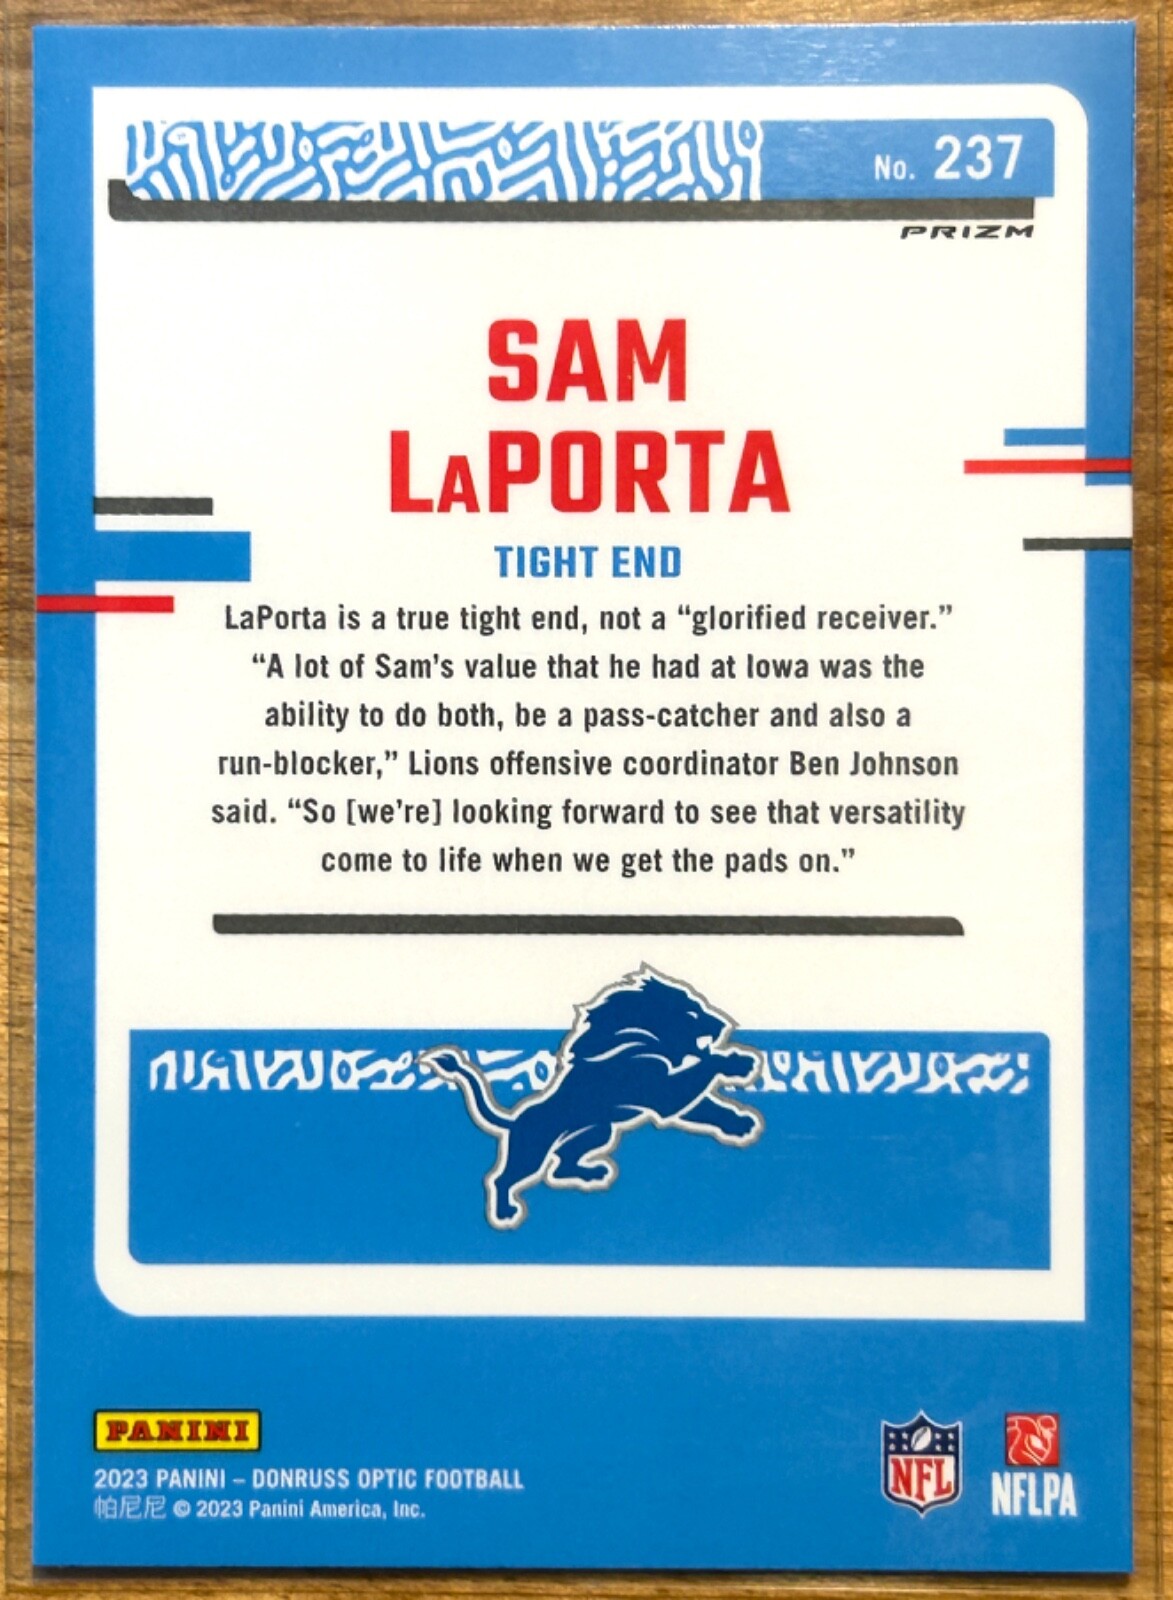 No. 237
PRIZM
SAM
LaPORTA
TIGHT END
LaPorta is a true tight end, not a “glorified receiver.”
“A lot of Sam’s value that he had at Iowa was the
ability to do both, be a pass-catcher and also a
run-blocker,” Lions offensive coordinator Ben Johnson
said. “So [we’re] looking forward to see that versatility
come to life when we get the pads on.”
PANINI
2023 PANINI – DONRUSS OPTIC FOOTBALL
帕尼尼 © 2023 Panini America, Inc.
NFL
NFLPA